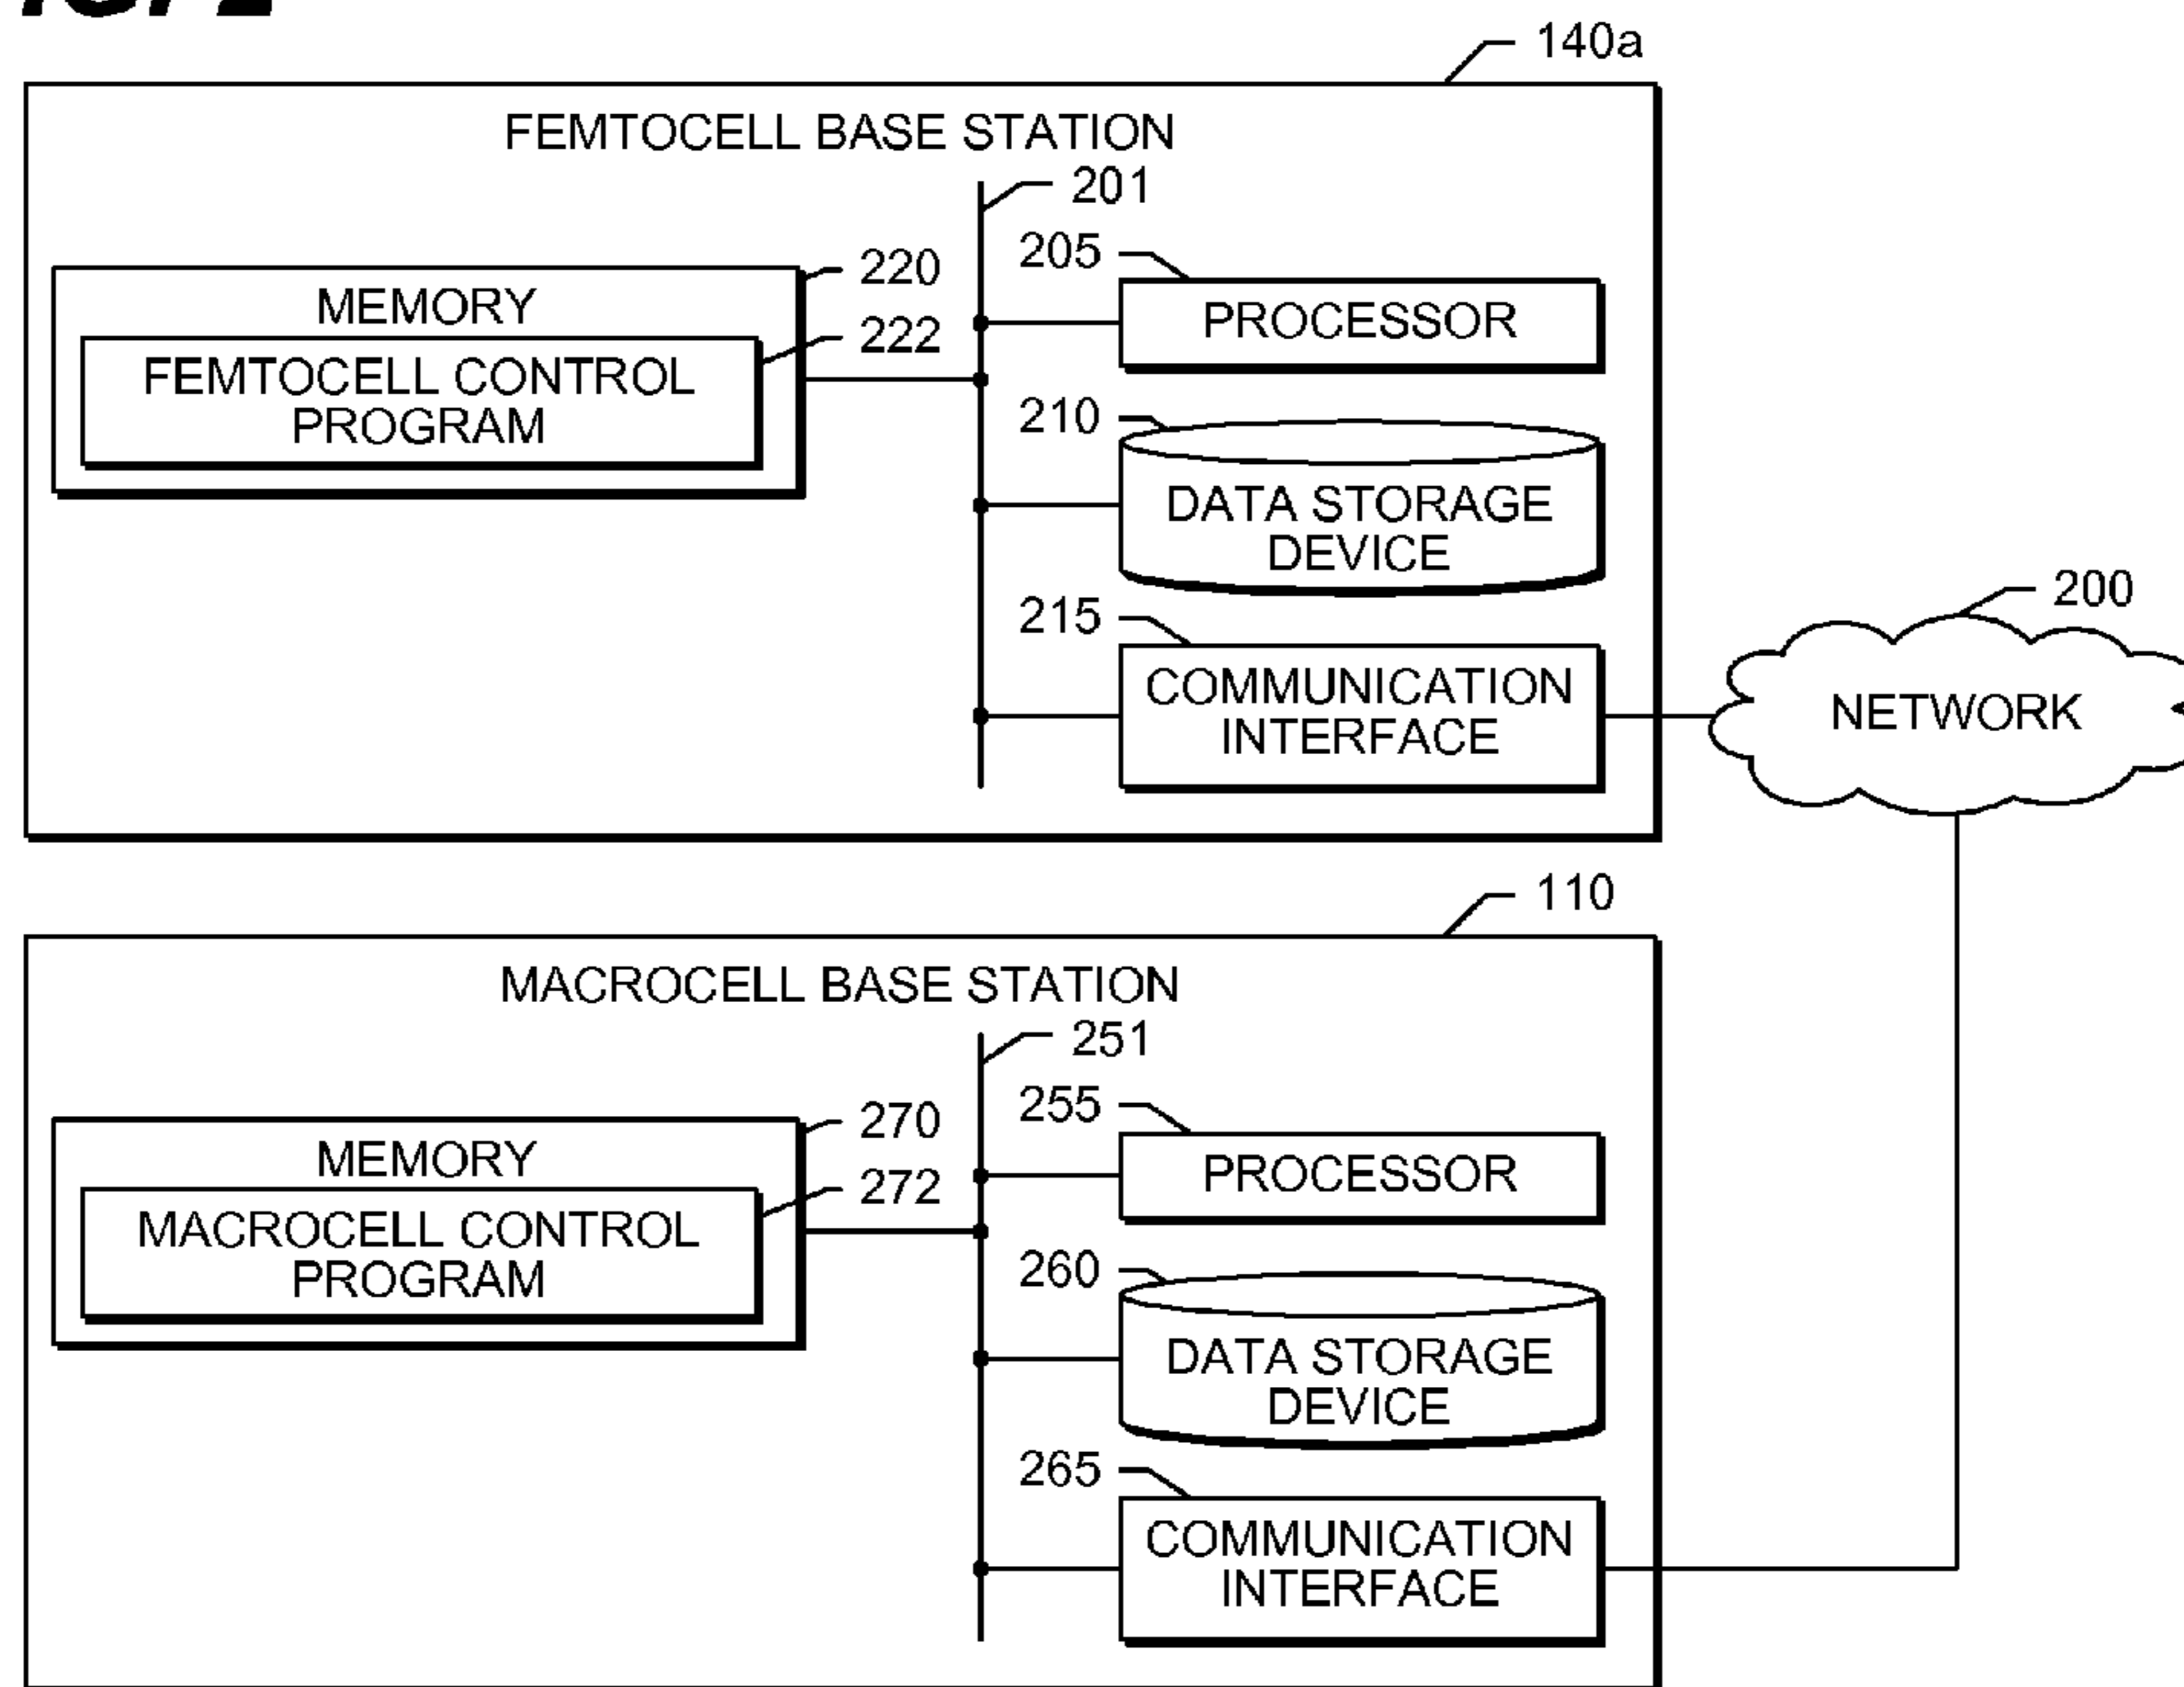 140a
FEMTOCELL BASE STATION
201
220
205
MEMORY
PROCESSOR
222
FEMTOCELL CONTROL
PROGRAM
210
DATA STORAGE
DEVICE
215
200
COMMUNICATION
INTERFACE
NETWORK
110
MACROCELL BASE STATION
251
270
255
MEMORY
PROCESSOR
272
MACROCELL CONTROL
PROGRAM
260
DATA STORAGE
DEVICE
265
COMMUNICATION
INTERFACE